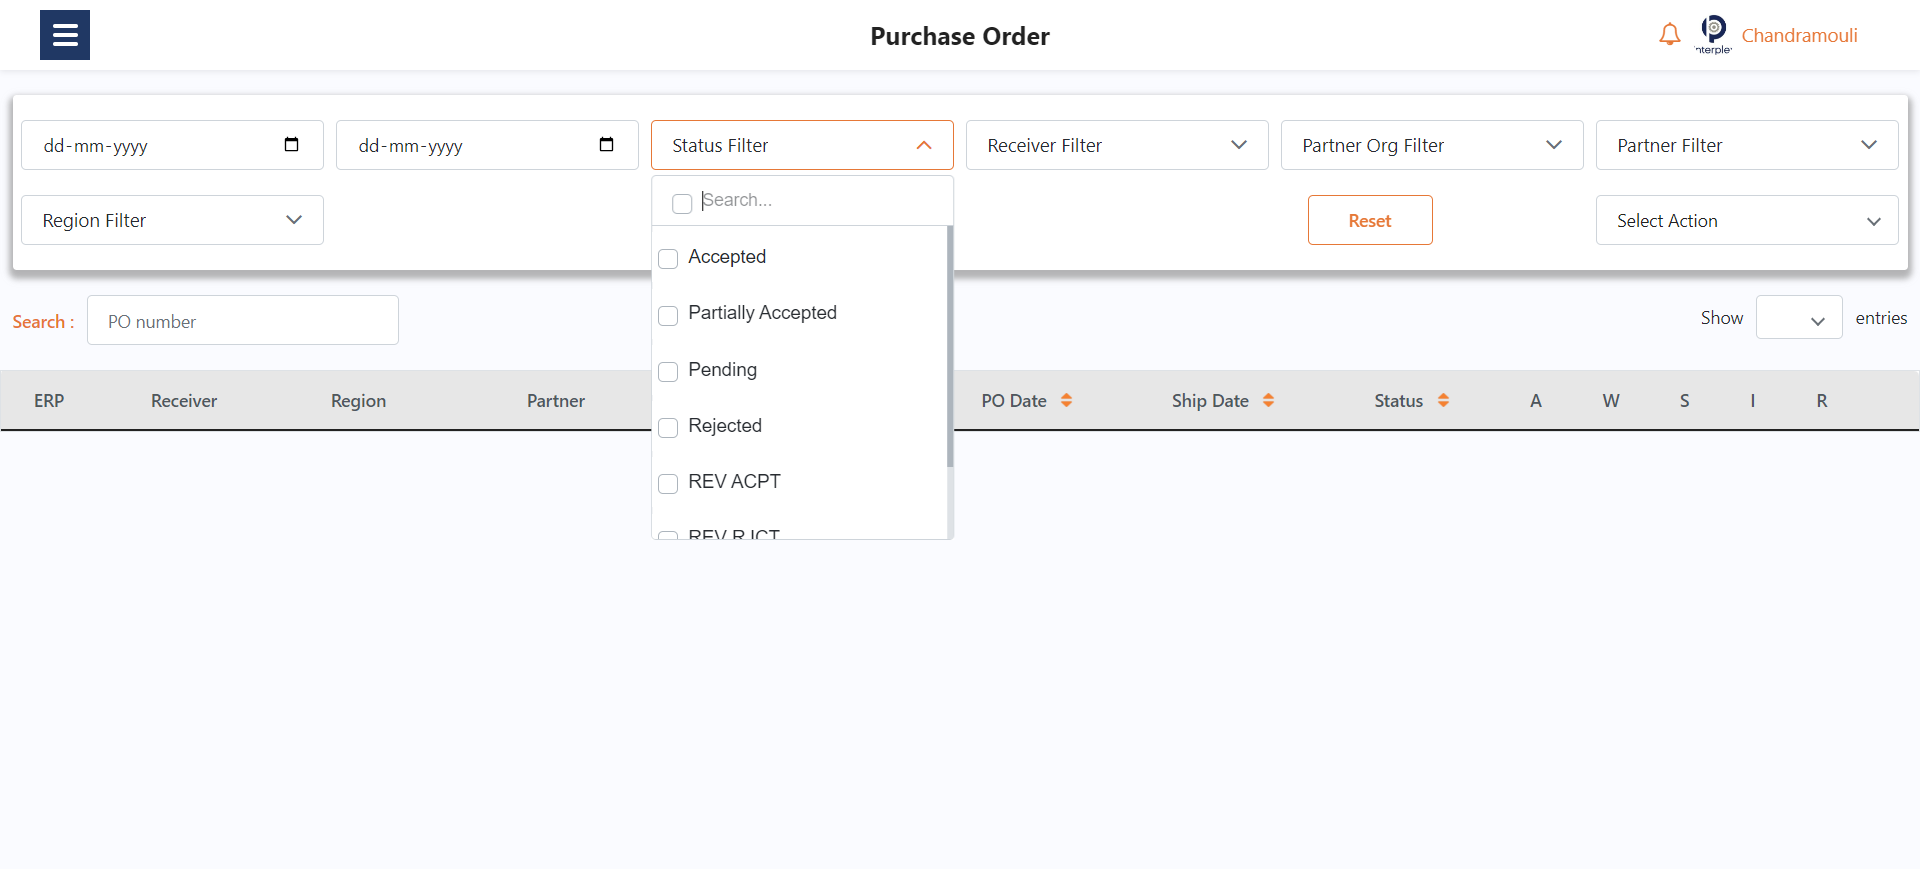 Purchase Order
Chandramouli
dd-mm-yyyy
dd-mm-yyyy
Status Filter
Receiver Filter
Partner Org Filter
Partner Filter
Region Filter
Search...
Reset
Select Action
Accepted
Partially Accepted
Pending
Rejected
REV ACPT
REV RJCT
Search :
PO number
Show
entries
ERP
Receiver
Region
Partner
PO Date
Ship Date
Status
A
W
S
I
R